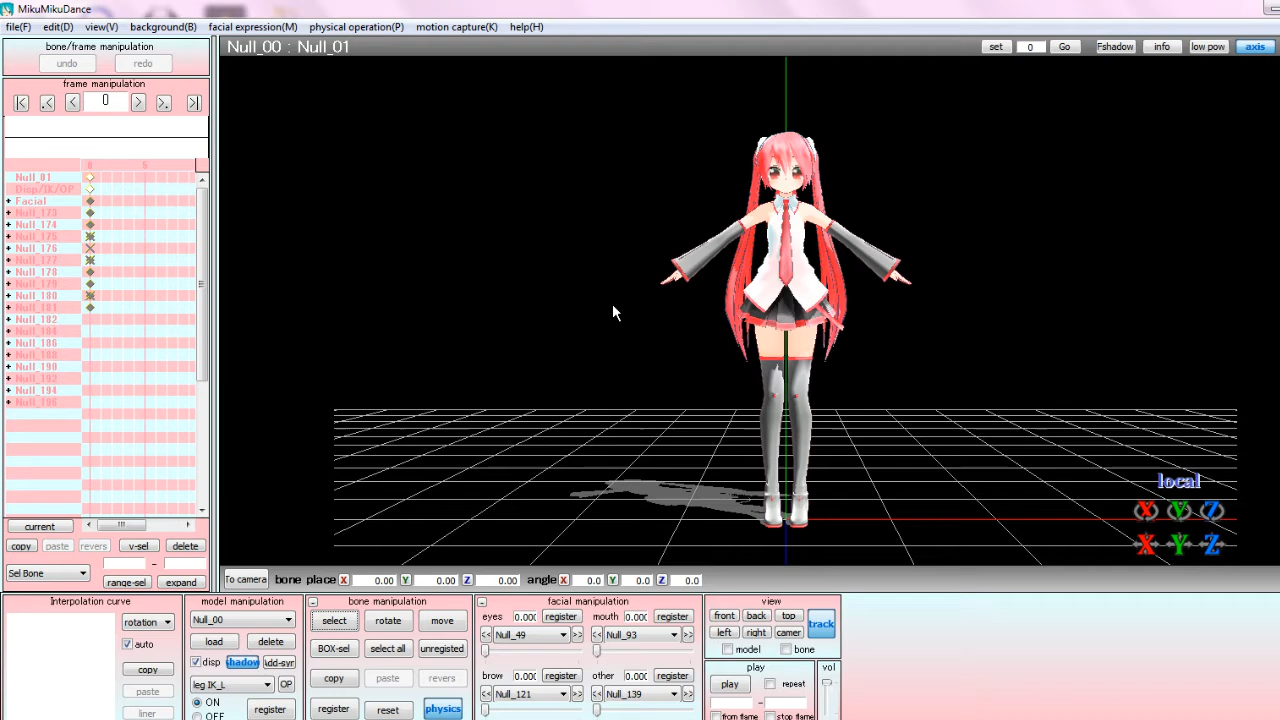 MikuMikuDance
file(F) edit(D) view(V) background(B) facial expression(M) physical operation(P) motion capture(K) help(H)
bone/frame manipulation
undo redo
frame manipulation
|< .< < 0 > >. >|
Null_00 : Null_01
set 0 Go Fshadow info low pow axis
0 5
Null_01
Disp/IK/OP
Facial
Null_173
Null_174
Null_175
Null_176
Null_177
Null_178
Null_179
Null_180
Null_181
Null_182
Null_184
Null_186
Null_188
Null_190
Null_192
Null_194
Null_196
local
X Y Z
X Y Z
current
copy paste revers v-sel delete
Sel Bone - range-sel expand
To camera bone place X 0.00 Y 0.00 Z 0.00 angle X 0.0 Y 0.0 Z 0.0
Interpolation curve
rotation
auto
copy
paste
liner
model manipulation
Null_00
load delete
disp shadow
leg IK_L OP
ON
OFF register
bone manipulation
select rotate move
BOX-sel select all unregisted
copy paste revers
register reset physics
facial manipulation
eyes 0.00 register mouth 0.00 register
<< Null_49 >> << Null_93 >>
brow 0.00 register other 0.00 register
<< Null_121 >> << Null_139 >>
view
front back top
left right camer track
model bone
play
play repeat
-
from flame stop flame
vol